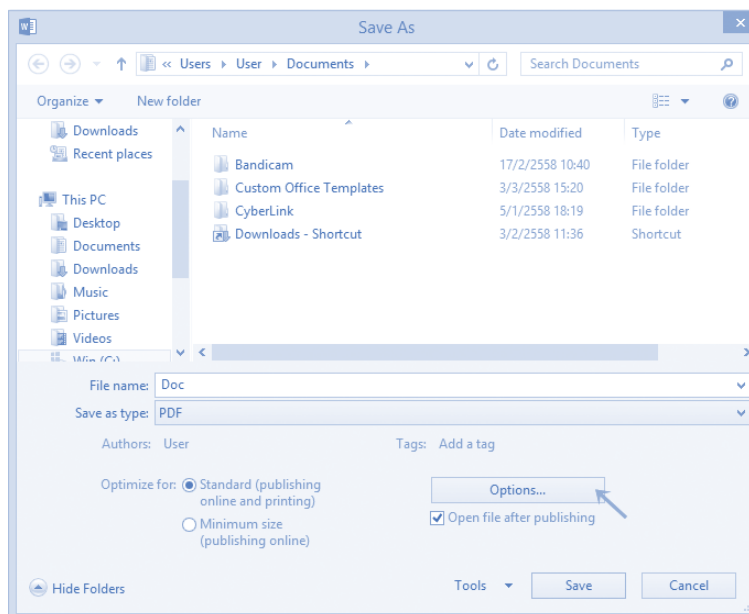 Save As
« Users Users User Documents
Search Documents
Organize
New folder
Downloads
Recent places
This PC
Desktop
Documents
Downloads
Music
Pictures
Videos
Win (C:)
Name Date modified Type
Bandicam 17/2/2558 10:40 File folder
Custom Office Templates 3/3/2558 15:20 File folder
CyberLink 5/1/2558 18:19 File folder
Downloads - Shortcut 3/2/2558 11:36 Shortcut
File name: Doc
Save as type: PDF
Authors: User
Tags: Add a tag
Optimize for: Standard (publishing
online and printing)
Minimum size
(publishing online)
Options...
Open file after publishing
Hide Folders
Tools
Save
Cancel